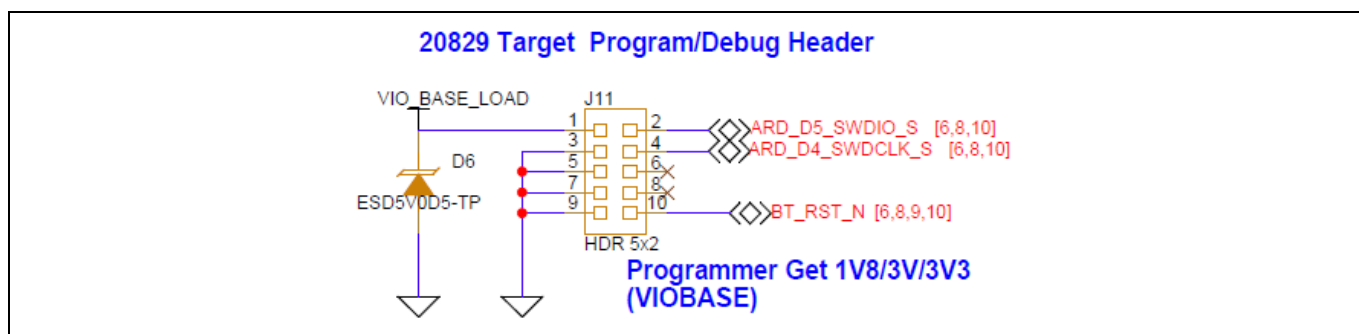 20829 Target Program/Debug Header
VIO_BASE_LOAD
J11
1 2 ARD_D5_SWDIO_S [6,8,10]
3 4 ARD_D4_SWDCLK_S [6,8,10]
D6 5 6
7 8
ESD5V0D5-TP
9 10 BT_RST_N [6,8,9,10]
HDR 5x2
Programmer Get 1V8/3V/3V3
(VIOBASE)